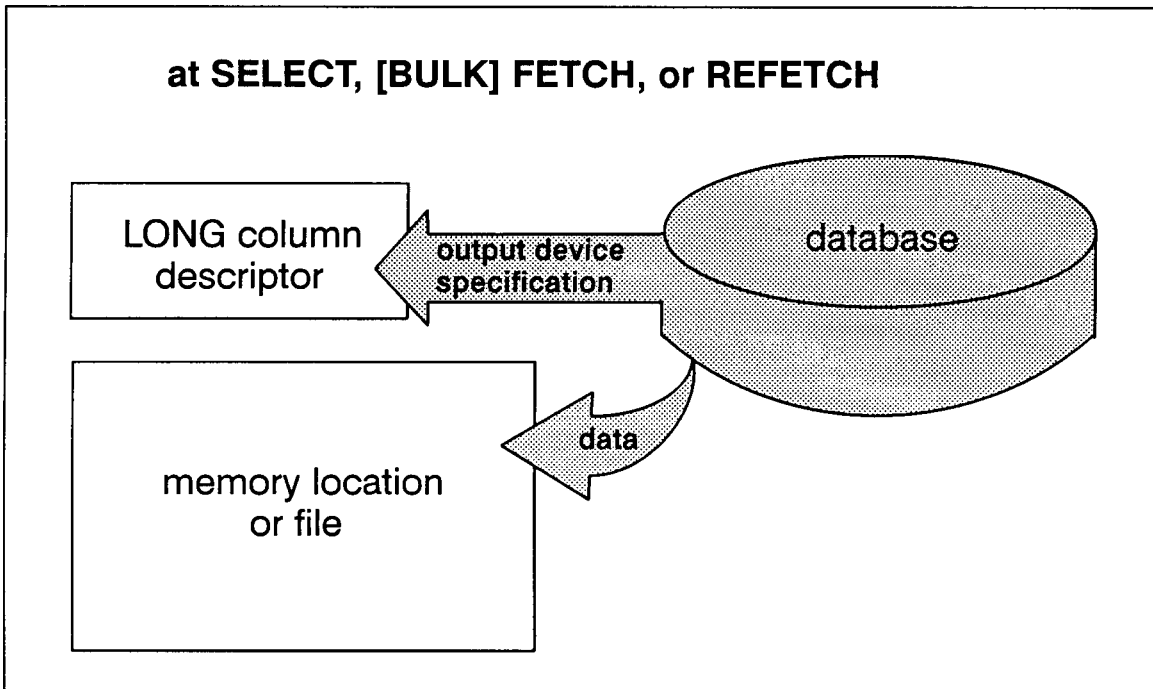 at SELECT, [BULK] FETCH, or REFETCH
LONG column
descriptor
output device
specification
database
data
memory location
or file